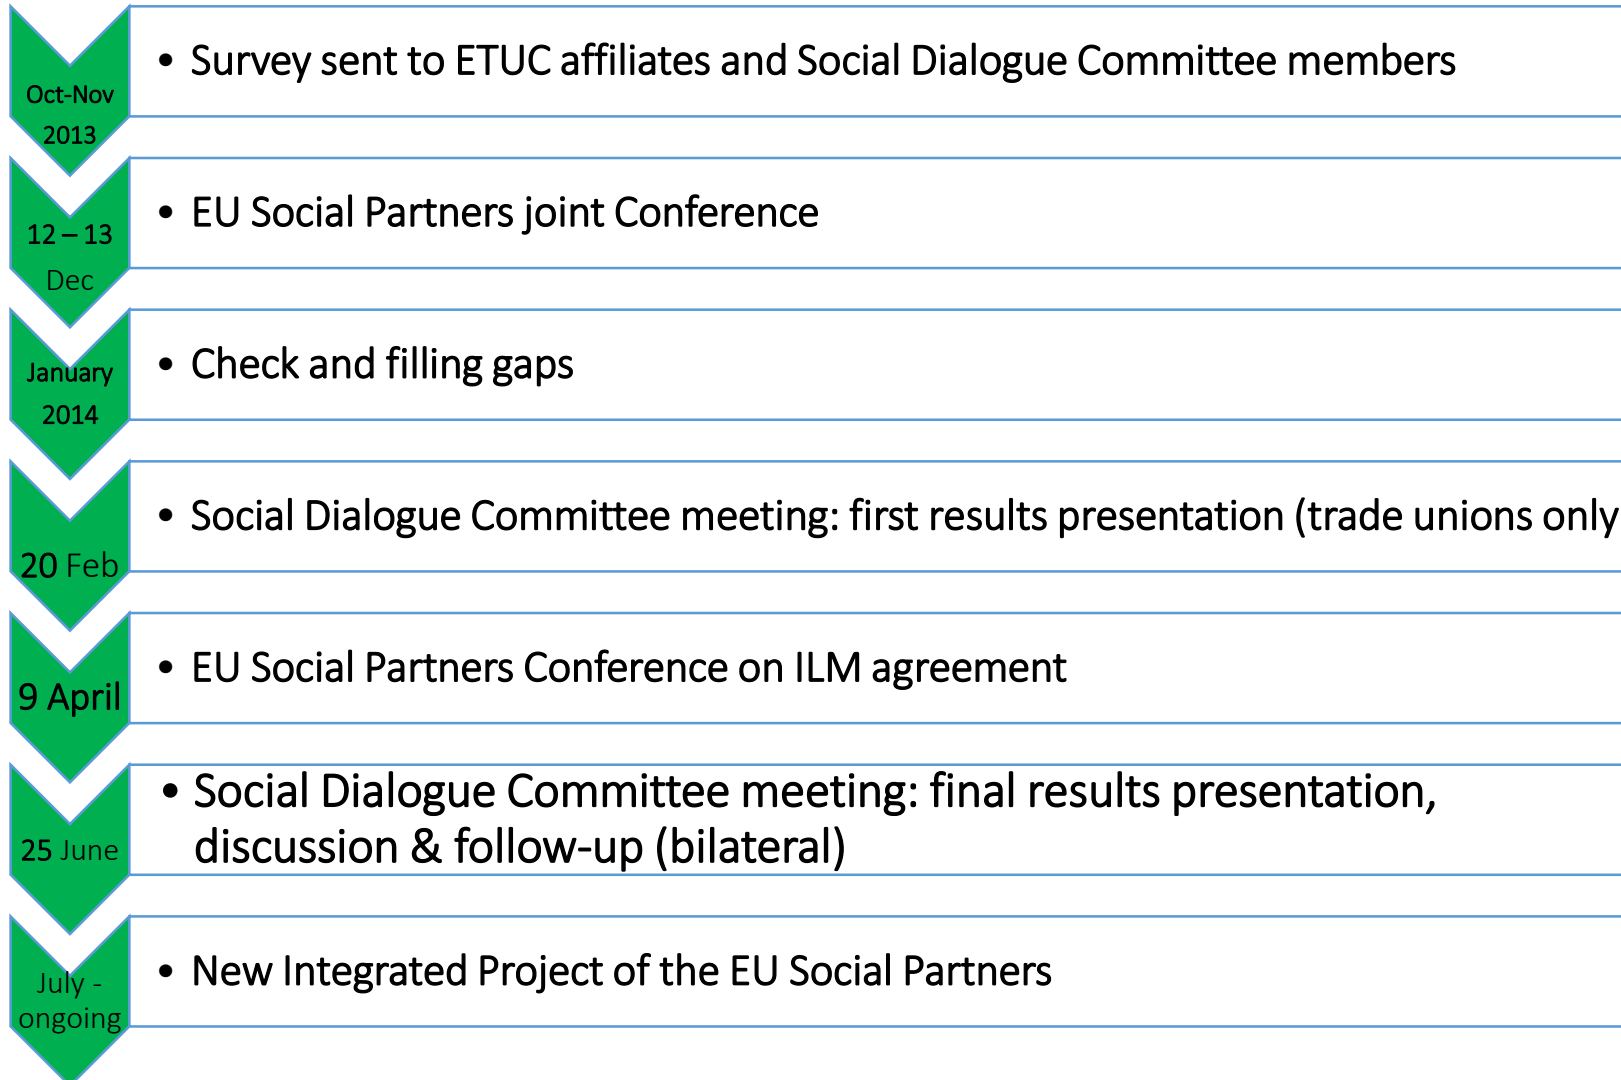 Oct-Nov
2013
• Survey sent to ETUC affiliates and Social Dialogue Committee members
12 – 13
Dec
• EU Social Partners joint Conference
January
2014
• Check and filling gaps
20 Feb
• Social Dialogue Committee meeting: first results presentation (trade unions only
9 April
• EU Social Partners Conference on ILM agreement
25 June
• Social Dialogue Committee meeting: final results presentation,
discussion & follow-up (bilateral)
July -
ongoing
• New Integrated Project of the EU Social Partners